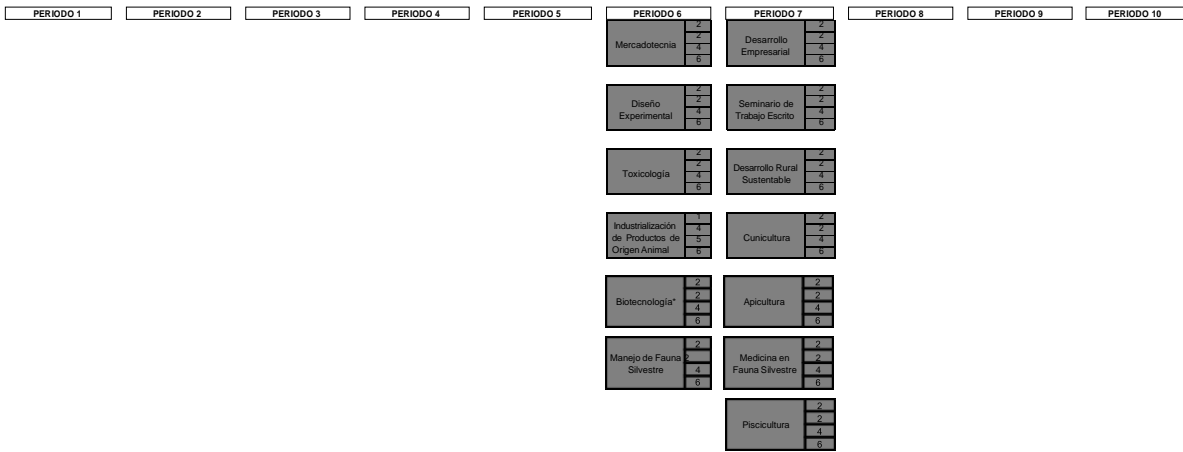 PERIODO 1 PERIODO 2 PERIODO 3 PERIODO 4 PERIODO 5 PERIODO 6 PERIODO 7 PERIODO 8 PERIODO 9 PERIODO 10
Mercadotecnia
2
2
4
6
Desarrollo
Empresarial
2
2
4
6
Diseño
Experimental
2
2
4
6
Seminario de
Trabajo Escrito
2
2
4
6
Toxicología
2
2
4
6
Desarrollo Rural
Sustentable
2
2
4
6
Industrialización
de Productos de
Origen Animal
1
4
5
6
Cunicultura
2
2
4
6
Biotecnología*
2
2
4
6
Apicultura
2
2
4
6
Manejo de Fauna
Silvestre
2
2
4
6
Medicina en
Fauna Silvestre
2
2
4
6
Piscicultura
2
2
4
6